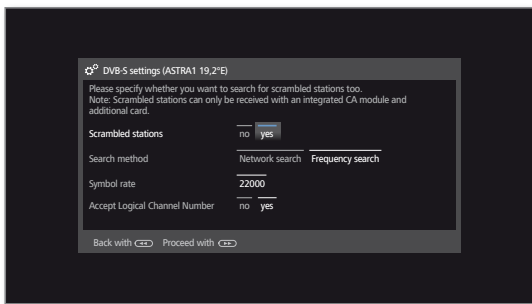 DVB-S settings (ASTRA1 19,2°E)
Please specify whether you want to search for scrambled stations too.
Note: Scrambled stations can only be received with an integrated CA module and
additional card.
Scrambled stations no yes
Search method Network search Frequency search
Symbol rate 22000
Accept Logical Channel Number no yes
Back with Proceed with